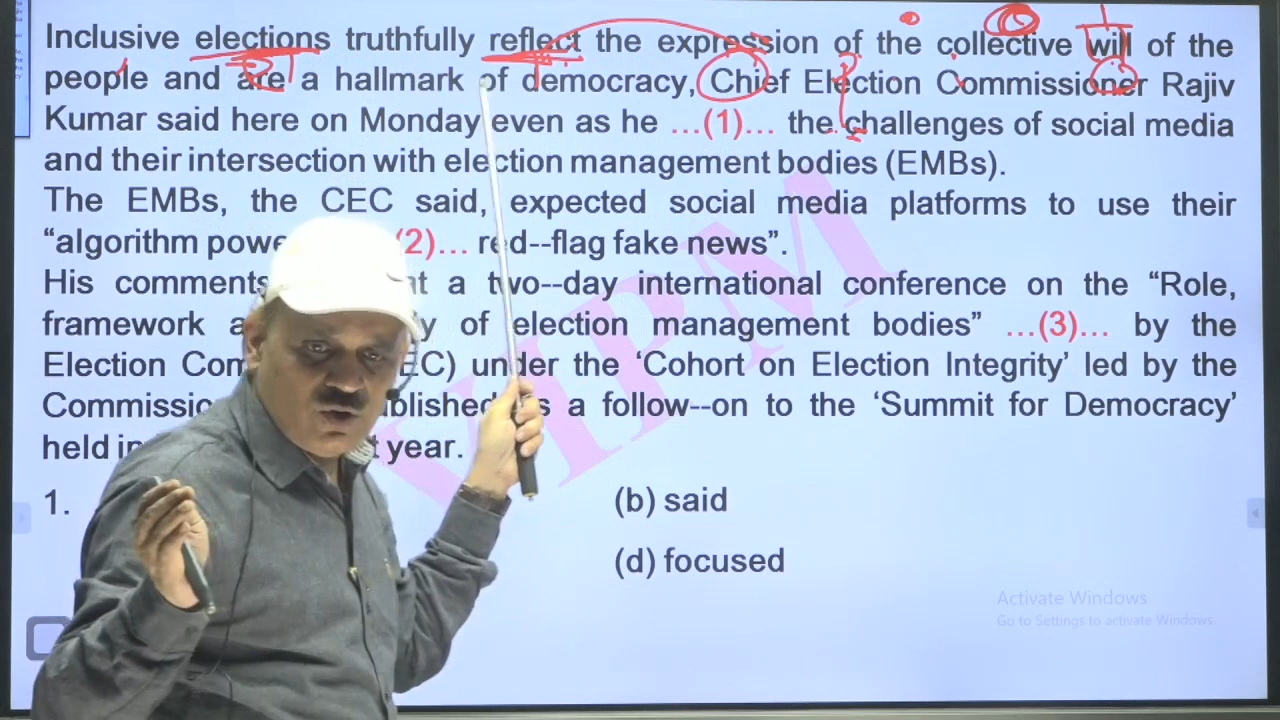 Inclusive elections truthfully reflect the expression of the collective will of the
people and are a hallmark of democracy, Chief Election Commissioner Rajiv
Kumar said here on Monday even as he ...(1)... the challenges of social media
and their intersection with election management bodies (EMBs).
The EMBs, the CEC said, expected social media platforms to use their
“algorithm powe (2)... red--flag fake news”.
His comments at a two--day international conference on the “Role,
framework a y of election management bodies” ...(3)... by the
Election Com EC) under the ‘Cohort on Election Integrity’ led by the
Commissio blished as a follow--on to the ‘Summit for Democracy’
held in t year.
1. (b) said
(d) focused
VIPM
Activate Windows
Go to Settings to activate Windows.